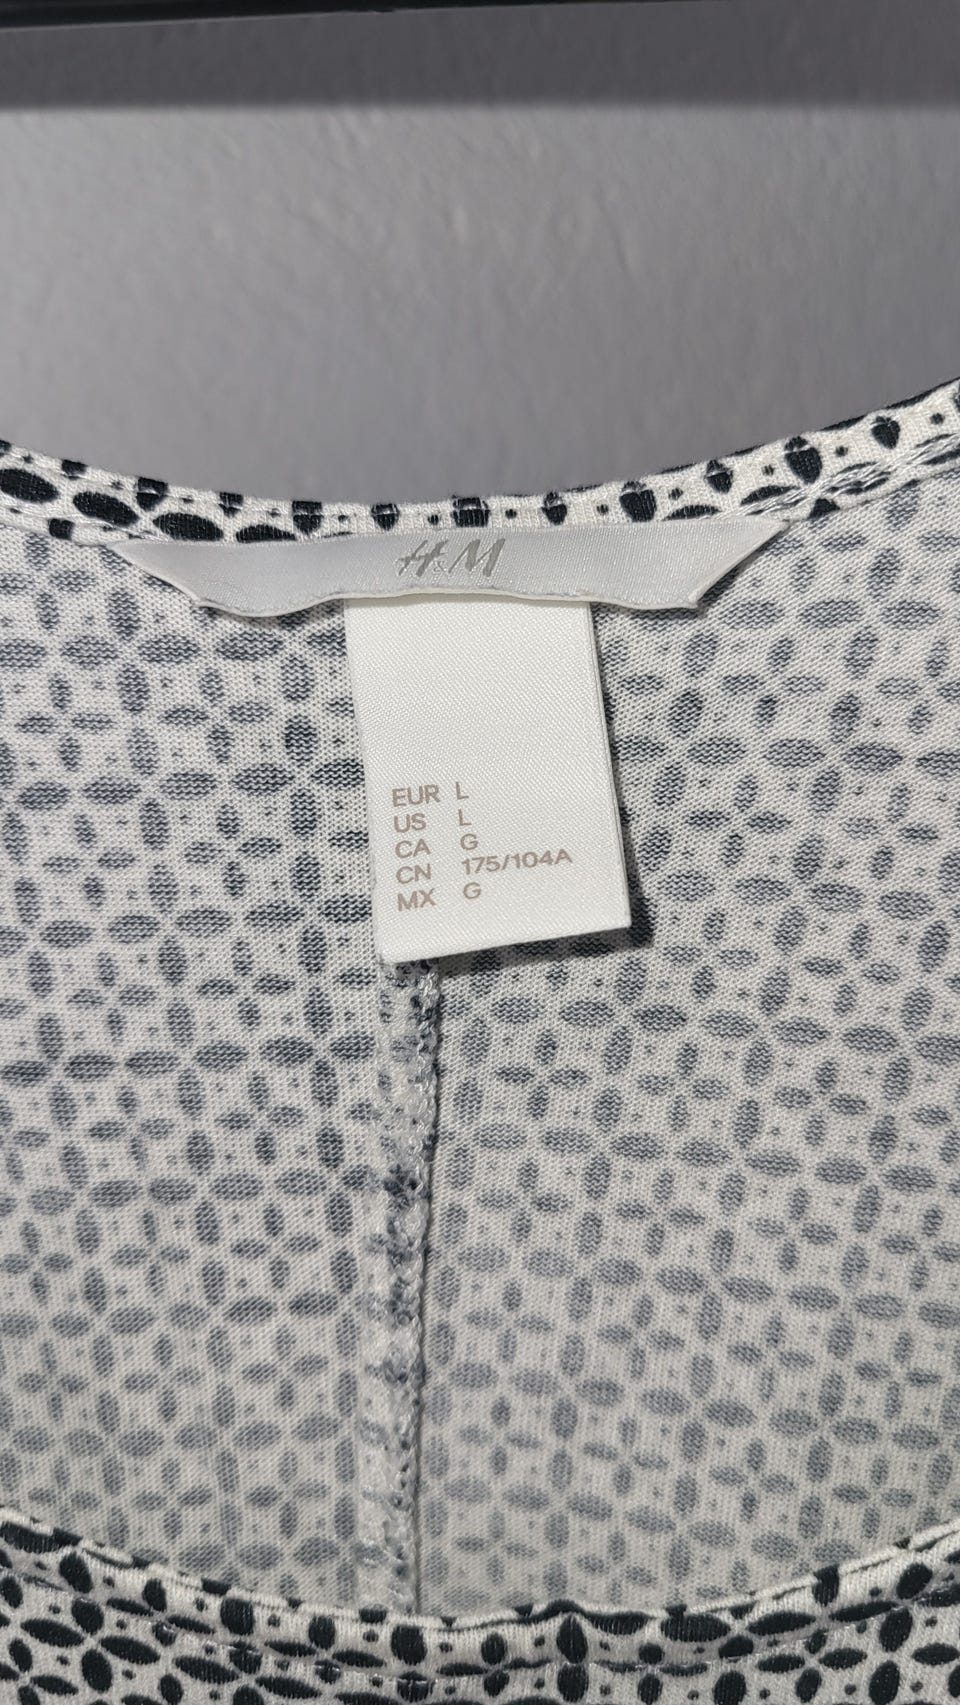 H&M
EUR L
US L
CA G
CN 175/104A
MX G